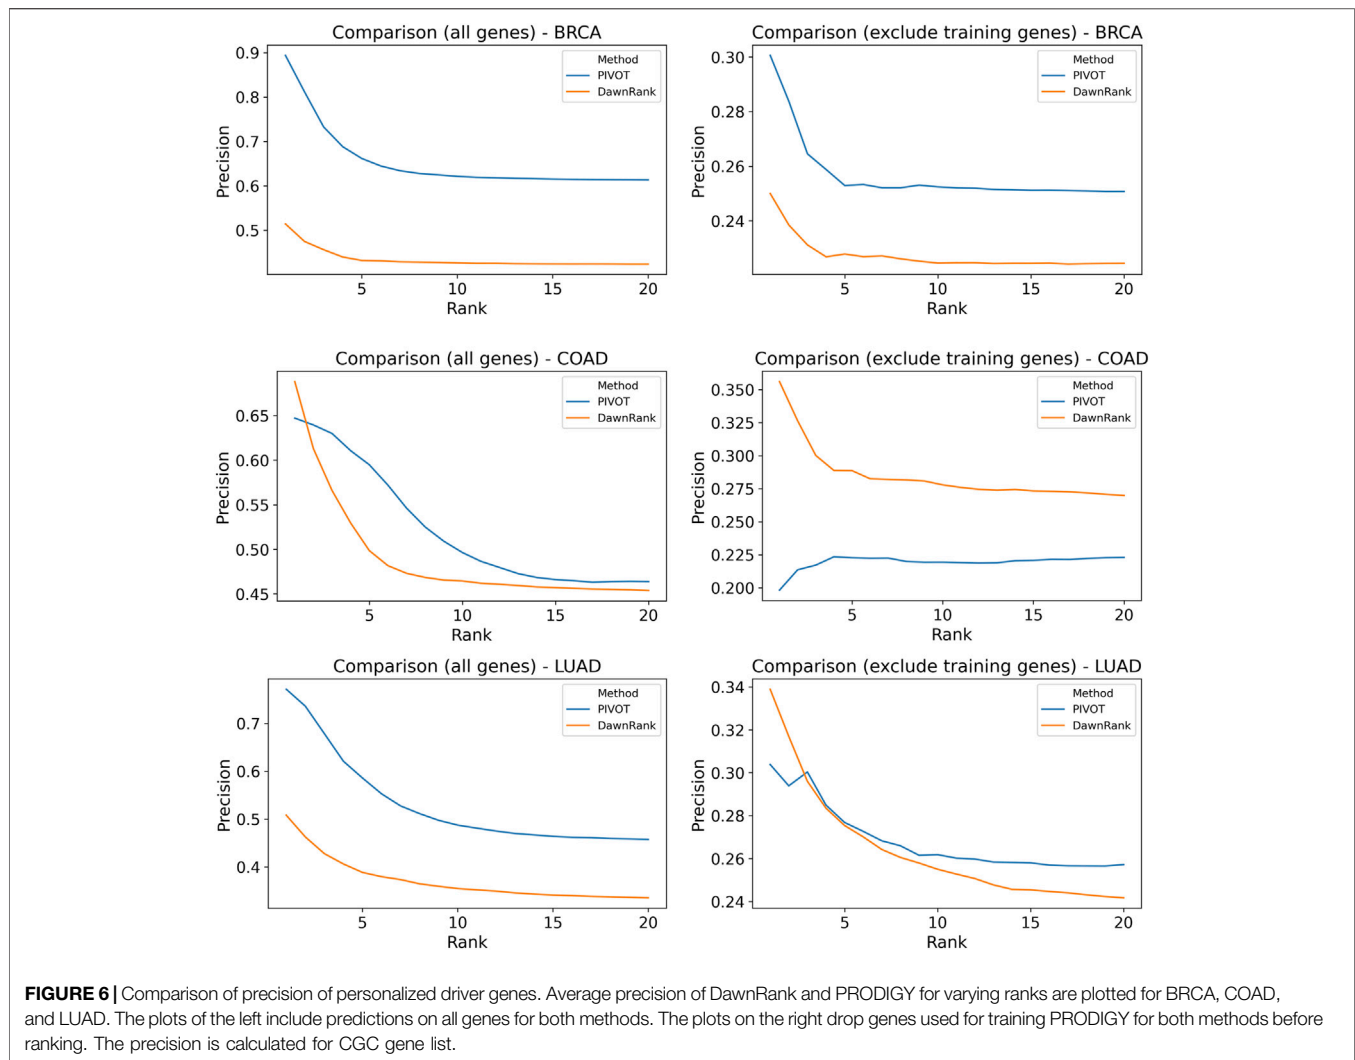 Comparison (all genes) - BRCA
Precision
0.9
0.8
0.7
0.6
0.5
Method
PIVOT
DawnRank
5
10
15
20
Rank
Comparison (exclude training genes) - BRCA
Precision
0.30
0.28
0.26
0.24
Method
PIVOT
DawnRank
5
10
15
20
Rank
Comparison (all genes) - COAD
Precision
0.65
0.60
0.55
0.50
0.45
Method
PIVOT
DawnRank
5
10
15
20
Rank
Comparison (exclude training genes) - COAD
Precision
0.350
0.325
0.300
0.275
0.250
0.225
0.200
Method
PIVOT
DawnRank
5
10
15
20
Rank
Comparison (all genes) - LUAD
Precision
0.7
0.6
0.5
0.4
Method
PIVOT
DawnRank
5
10
15
20
Rank
Comparison (exclude training genes) - LUAD
Precision
0.34
0.32
0.30
0.28
0.26
0.24
Method
PIVOT
DawnRank
5
10
15
20
Rank
FIGURE 6 | Comparison of precision of personalized driver genes. Average precision of DawnRank and PRODIGY for varying ranks are plotted for BRCA, COAD,
and LUAD. The plots of the left include predictions on all genes for both methods. The plots on the right drop genes used for training PRODIGY for both methods before
ranking. The precision is calculated for CGC gene list.